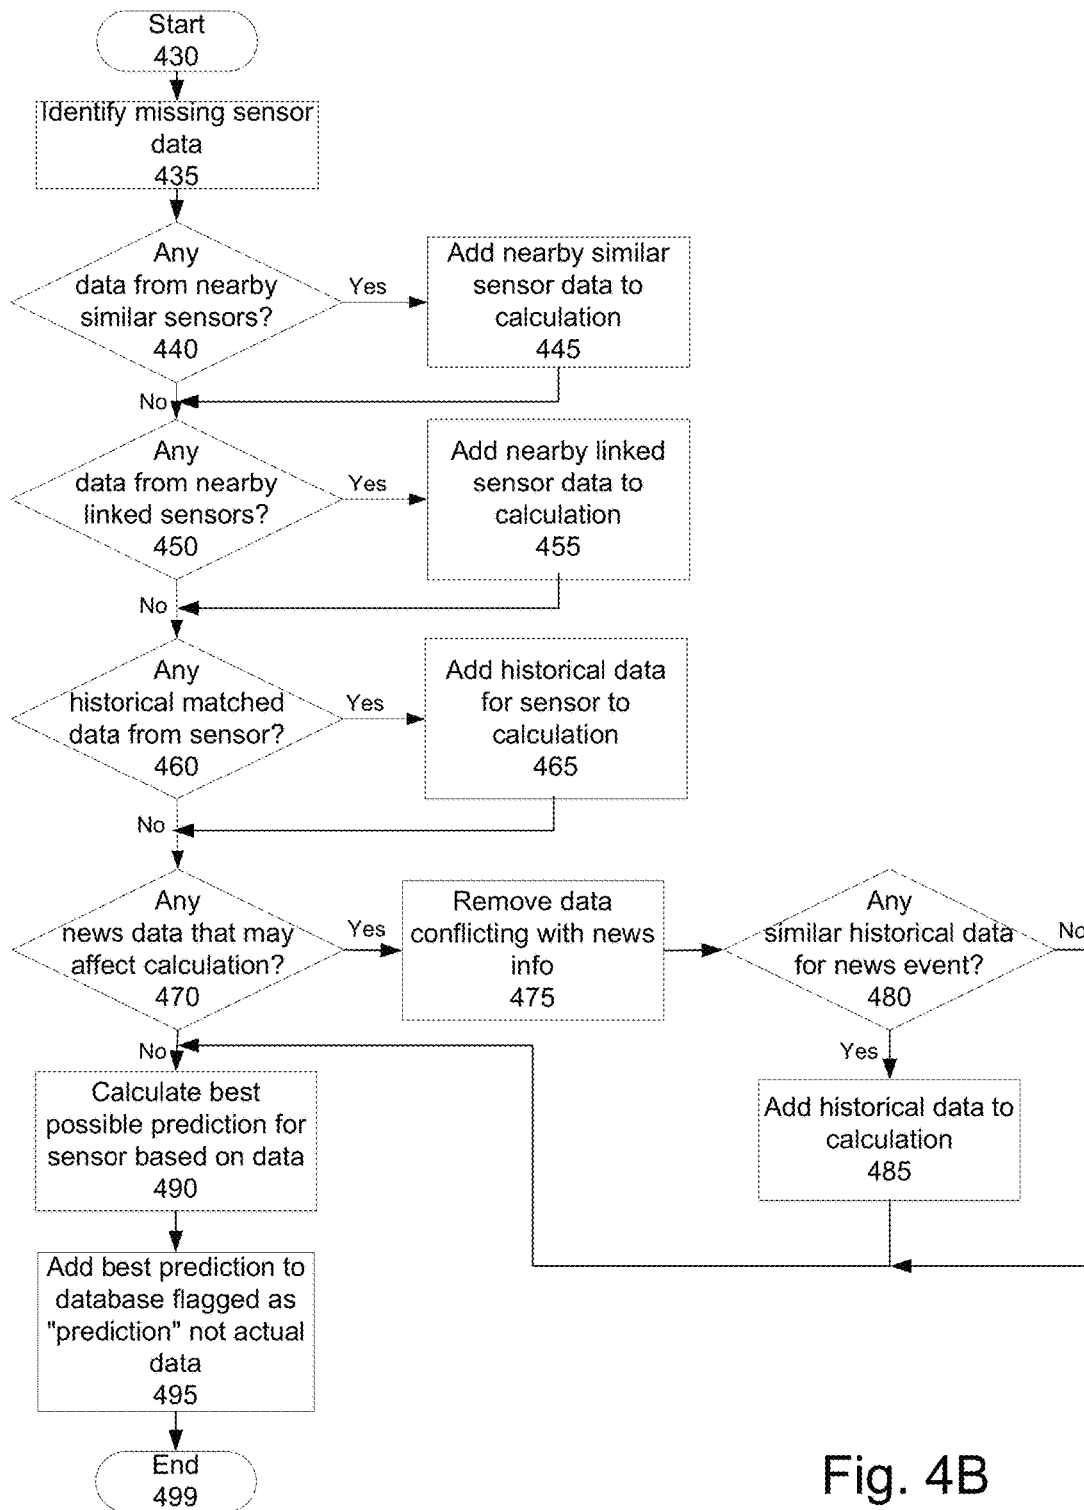 Start
430
Identify missing sensor
data
435
Any
data from nearby
similar sensors?
440
Yes
Add nearby similar
sensor data to
calculation
445
No
Any
data from nearby
linked sensors?
450
Yes
Add nearby linked
sensor data to
calculation
455
No
Any
historical matched
data from sensor?
460
Yes
Add historical data
for sensor to
calculation
465
No
Any
news data that may
affect calculation?
470
Yes
Remove data
conflicting with news
info
475
Any
similar historical data
for news event?
480
No
Yes
Add historical data to
calculation
485
No
Calculate best
possible prediction for
sensor based on data
490
Add best prediction to
database flagged as
"prediction" not actual
data
495
End
499
Fig. 4B